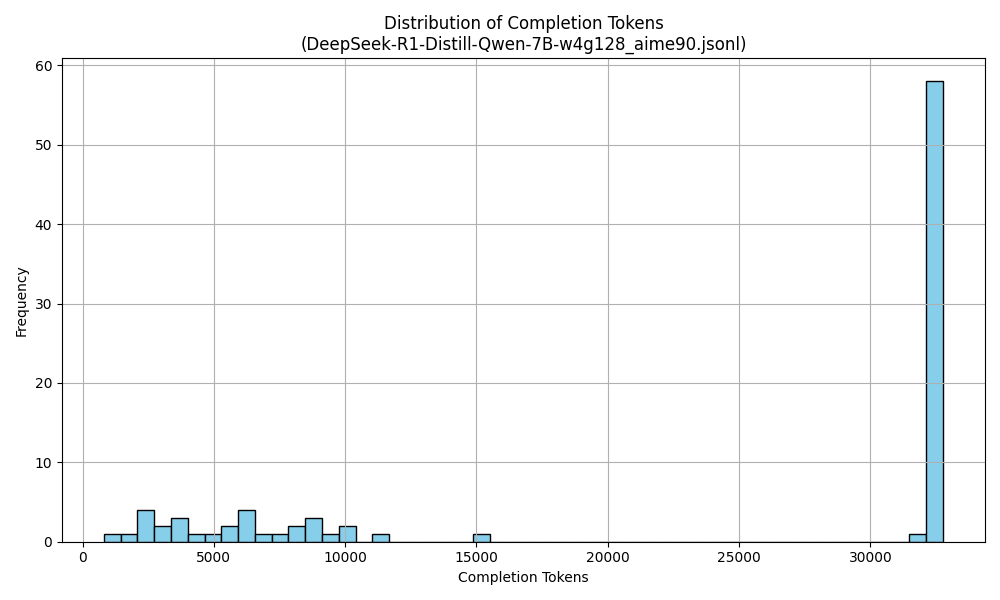 Distribution of Completion Tokens
(DeepSeek-R1-Distill-Qwen-7B-w4g128_aime90.jsonl)
60
50
40
30
20
10
0
Frequency
0 5000 10000 15000 20000 25000 30000
Completion Tokens